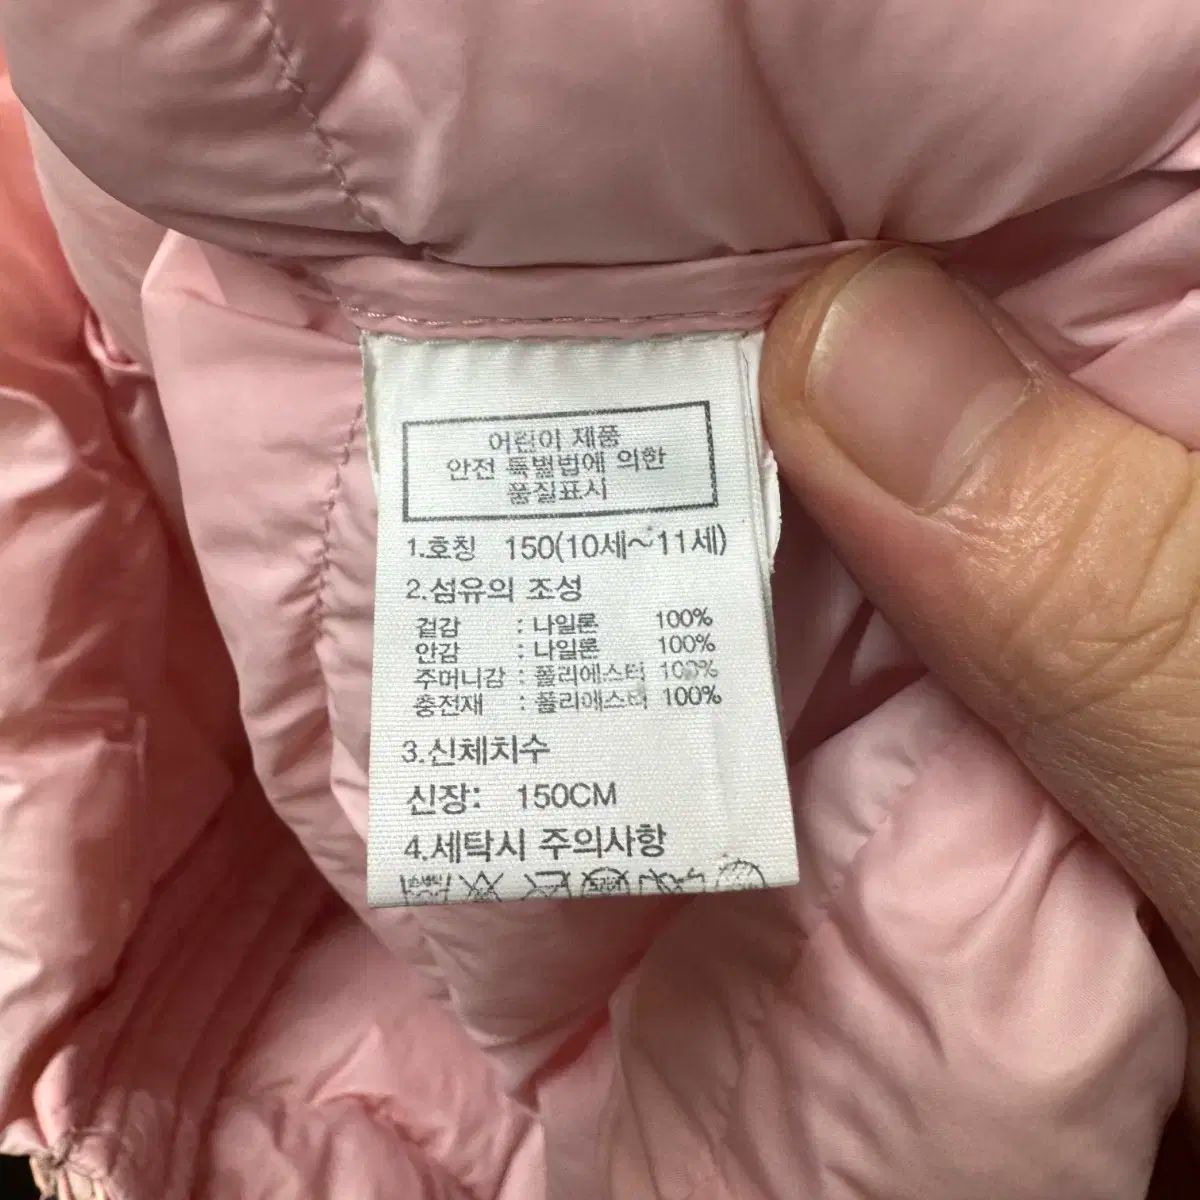 어린이 제품
안전 특별법에 의한
품질표시
1.호칭 150(10세~11세)
2.섬유의 조성
겉감 : 나일론 100%
안감 : 나일론 100%
주머니감 : 폴리에스터 100%
충전재 : 폴리에스터 100%
3.신체치수
신장: 150CM
4.세탁시 주의사항